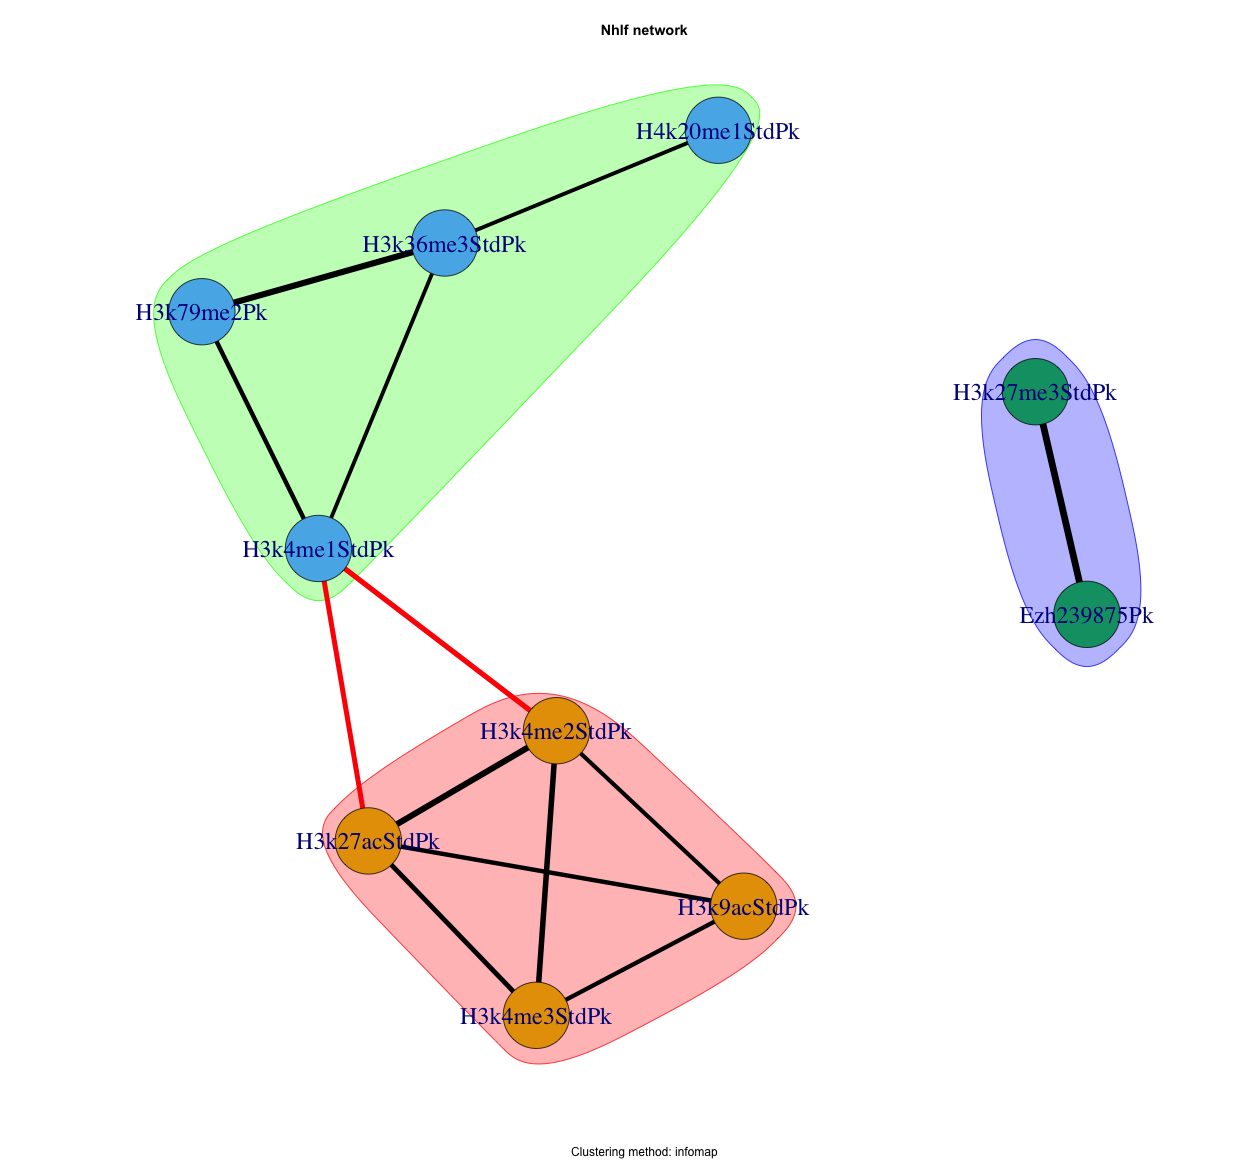 Nhlf network
H4k20me1StdPk
H3k36me3StdPk
H3k79me2Pk
H3k27me3StdPk
H3k4me1StdPk
Ezh239875Pk
H3k4me2StdPk
H3k27acStdPk
H3k9acStdPk
H3k4me3StdPk
Clustering method: infomap